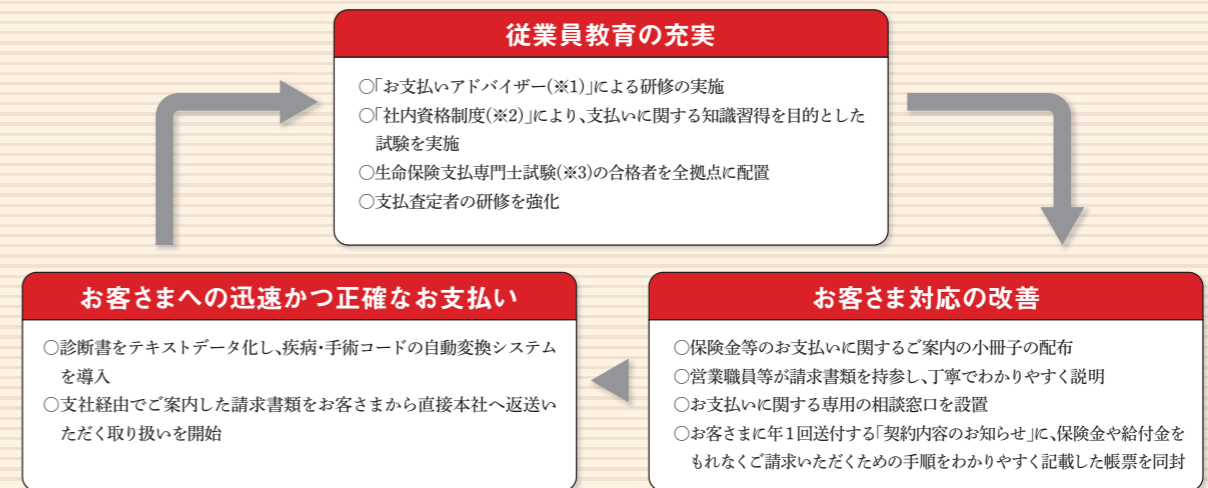 従業員教育の充実
○「お支払いアドバイザー(※1)」による研修の実施
○「社内資格制度(※2)」により、支払いに関する知識習得を目的とした
試験を実施
○生命保険支払専門士試験(※3)の合格者を全拠点に配置
○支払査定者の研修を強化
お客さまへの迅速かつ正確なお支払い
○診断書をテキストデータ化し、疾病・手術コードの自動変換システム
を導入
○支社経由でご案内した請求書類をお客さまから直接本社へ返送い
ただく取り扱いを開始
お客さま対応の改善
○保険金等のお支払いに関するご案内の小冊子の配布
○営業職員等が請求書類を持参し、丁寧でわかりやすく説明
○お支払いに関する専用の相談窓口を設置
○お客さまに年1回送付する「契約内容のお知らせ」に、保険金や給付金を
もれなくご請求いただくための手順をわかりやすく記載した帳票を同封